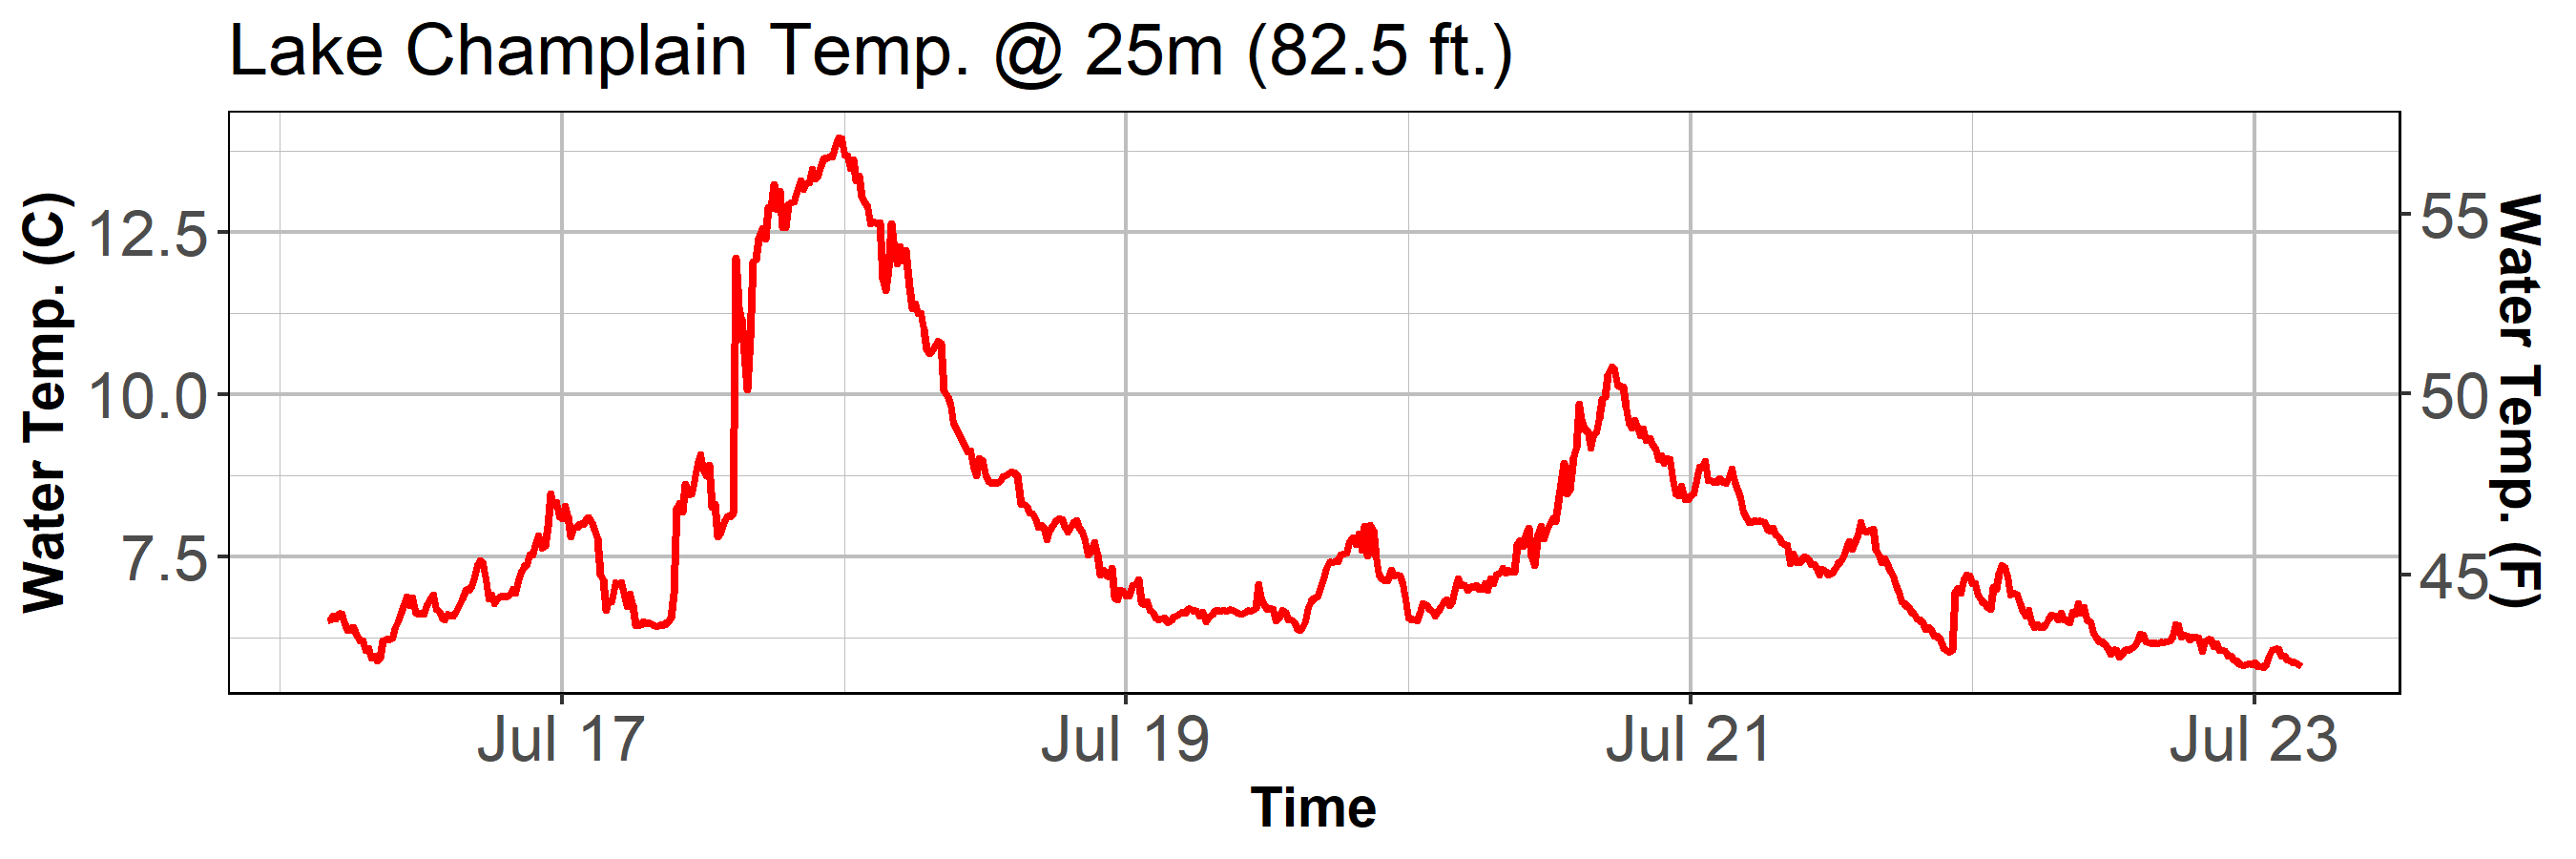 Lake Champlain Temp. @ 25m (82.5 ft.)
Water Temp. (C)
12.5
10.0
7.5
55
50
45
Water Temp. (F)
Jul 17
Jul 19
Jul 21
Jul 23
Time